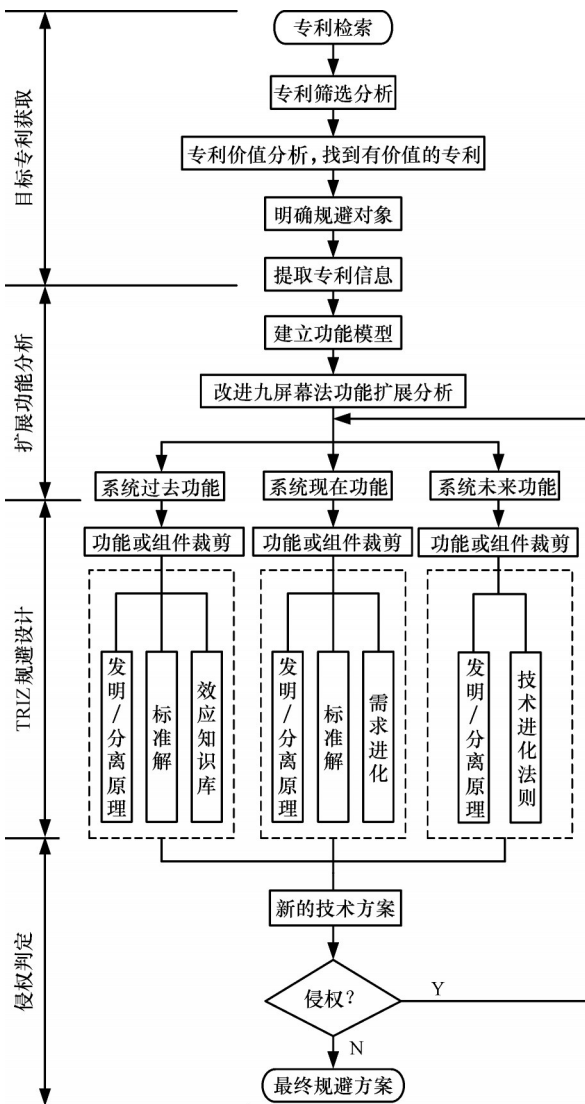 专利检索
专利筛选分析
专利价值分析，找到有价值的专利
明确规避对象
提取专利信息
目标专利获取
建立功能模型
改进九屏幕法功能扩展分析
系统过去功能
系统现在功能
系统未来功能
扩展功能分析
功能或组件裁剪
功能或组件裁剪
功能或组件裁剪
发明/分离原理
标准解
效应知识库
发明/分离原理
标准解
需求进化
发明/分离原理
技术进化法则
TRIZ规避设计
新的技术方案
侵权?
Y
N
最终规避方案
侵权判定